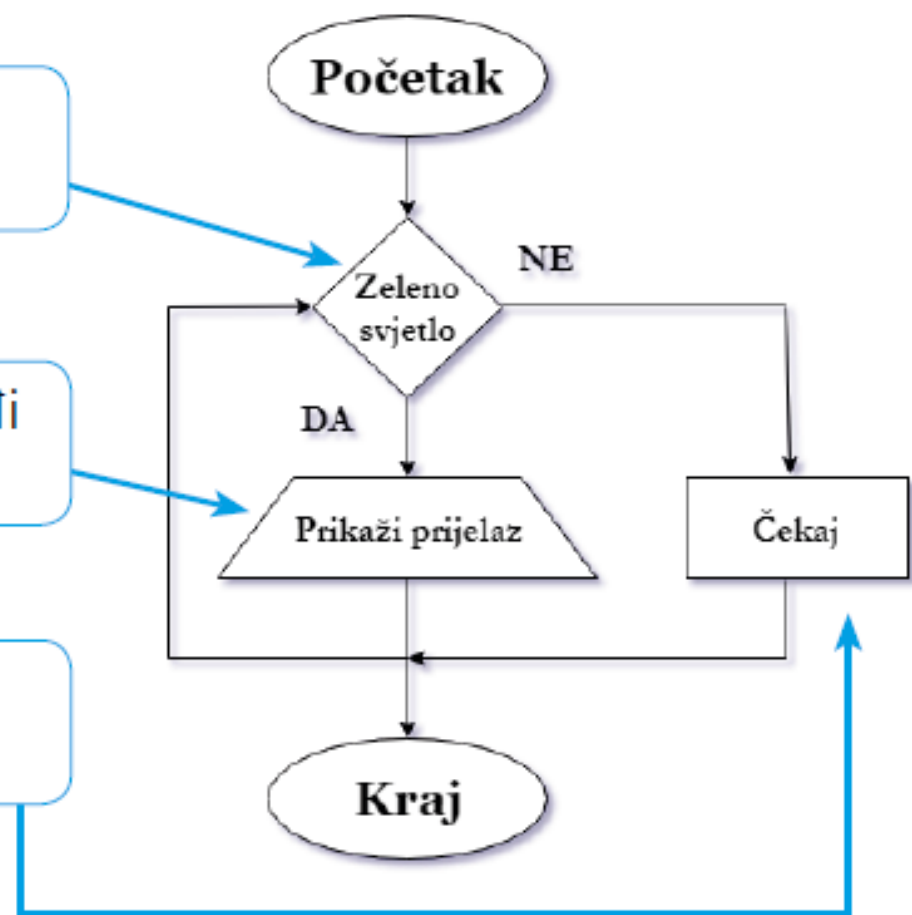 Početak
NE
Zeleno
svjetlo
DA
Prikaži prijelaz
Čekaj
Kraj